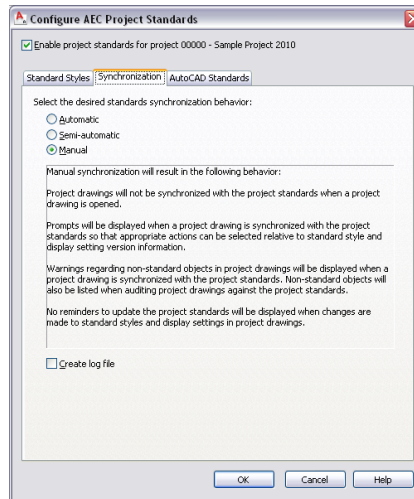 Configure AEC Project Standards
Enable project standards for project 00000 - Sample Project 2010
Standard Styles Synchronization AutoCAD Standards
Select the desired standards synchronization behavior:
Automatic
Semi-automatic
Manual
Manual synchronization will result in the following behavior:
Project drawings will not be synchronized with the project standards when a project
drawing is opened.
Prompts will be displayed when a project drawing is synchronized with the project
standards so that appropriate actions can be selected relative to standard style and
display setting version information.
Warnings regarding non-standard objects in project drawings will be displayed when a
project drawing is synchronized with the project standards. Non-standard objects will
also be listed when auditing project drawings against the project standards.
No reminders to update the project standards will be displayed when changes are
made to standard styles and display settings in project drawings.
Create log file
OK Cancel Help